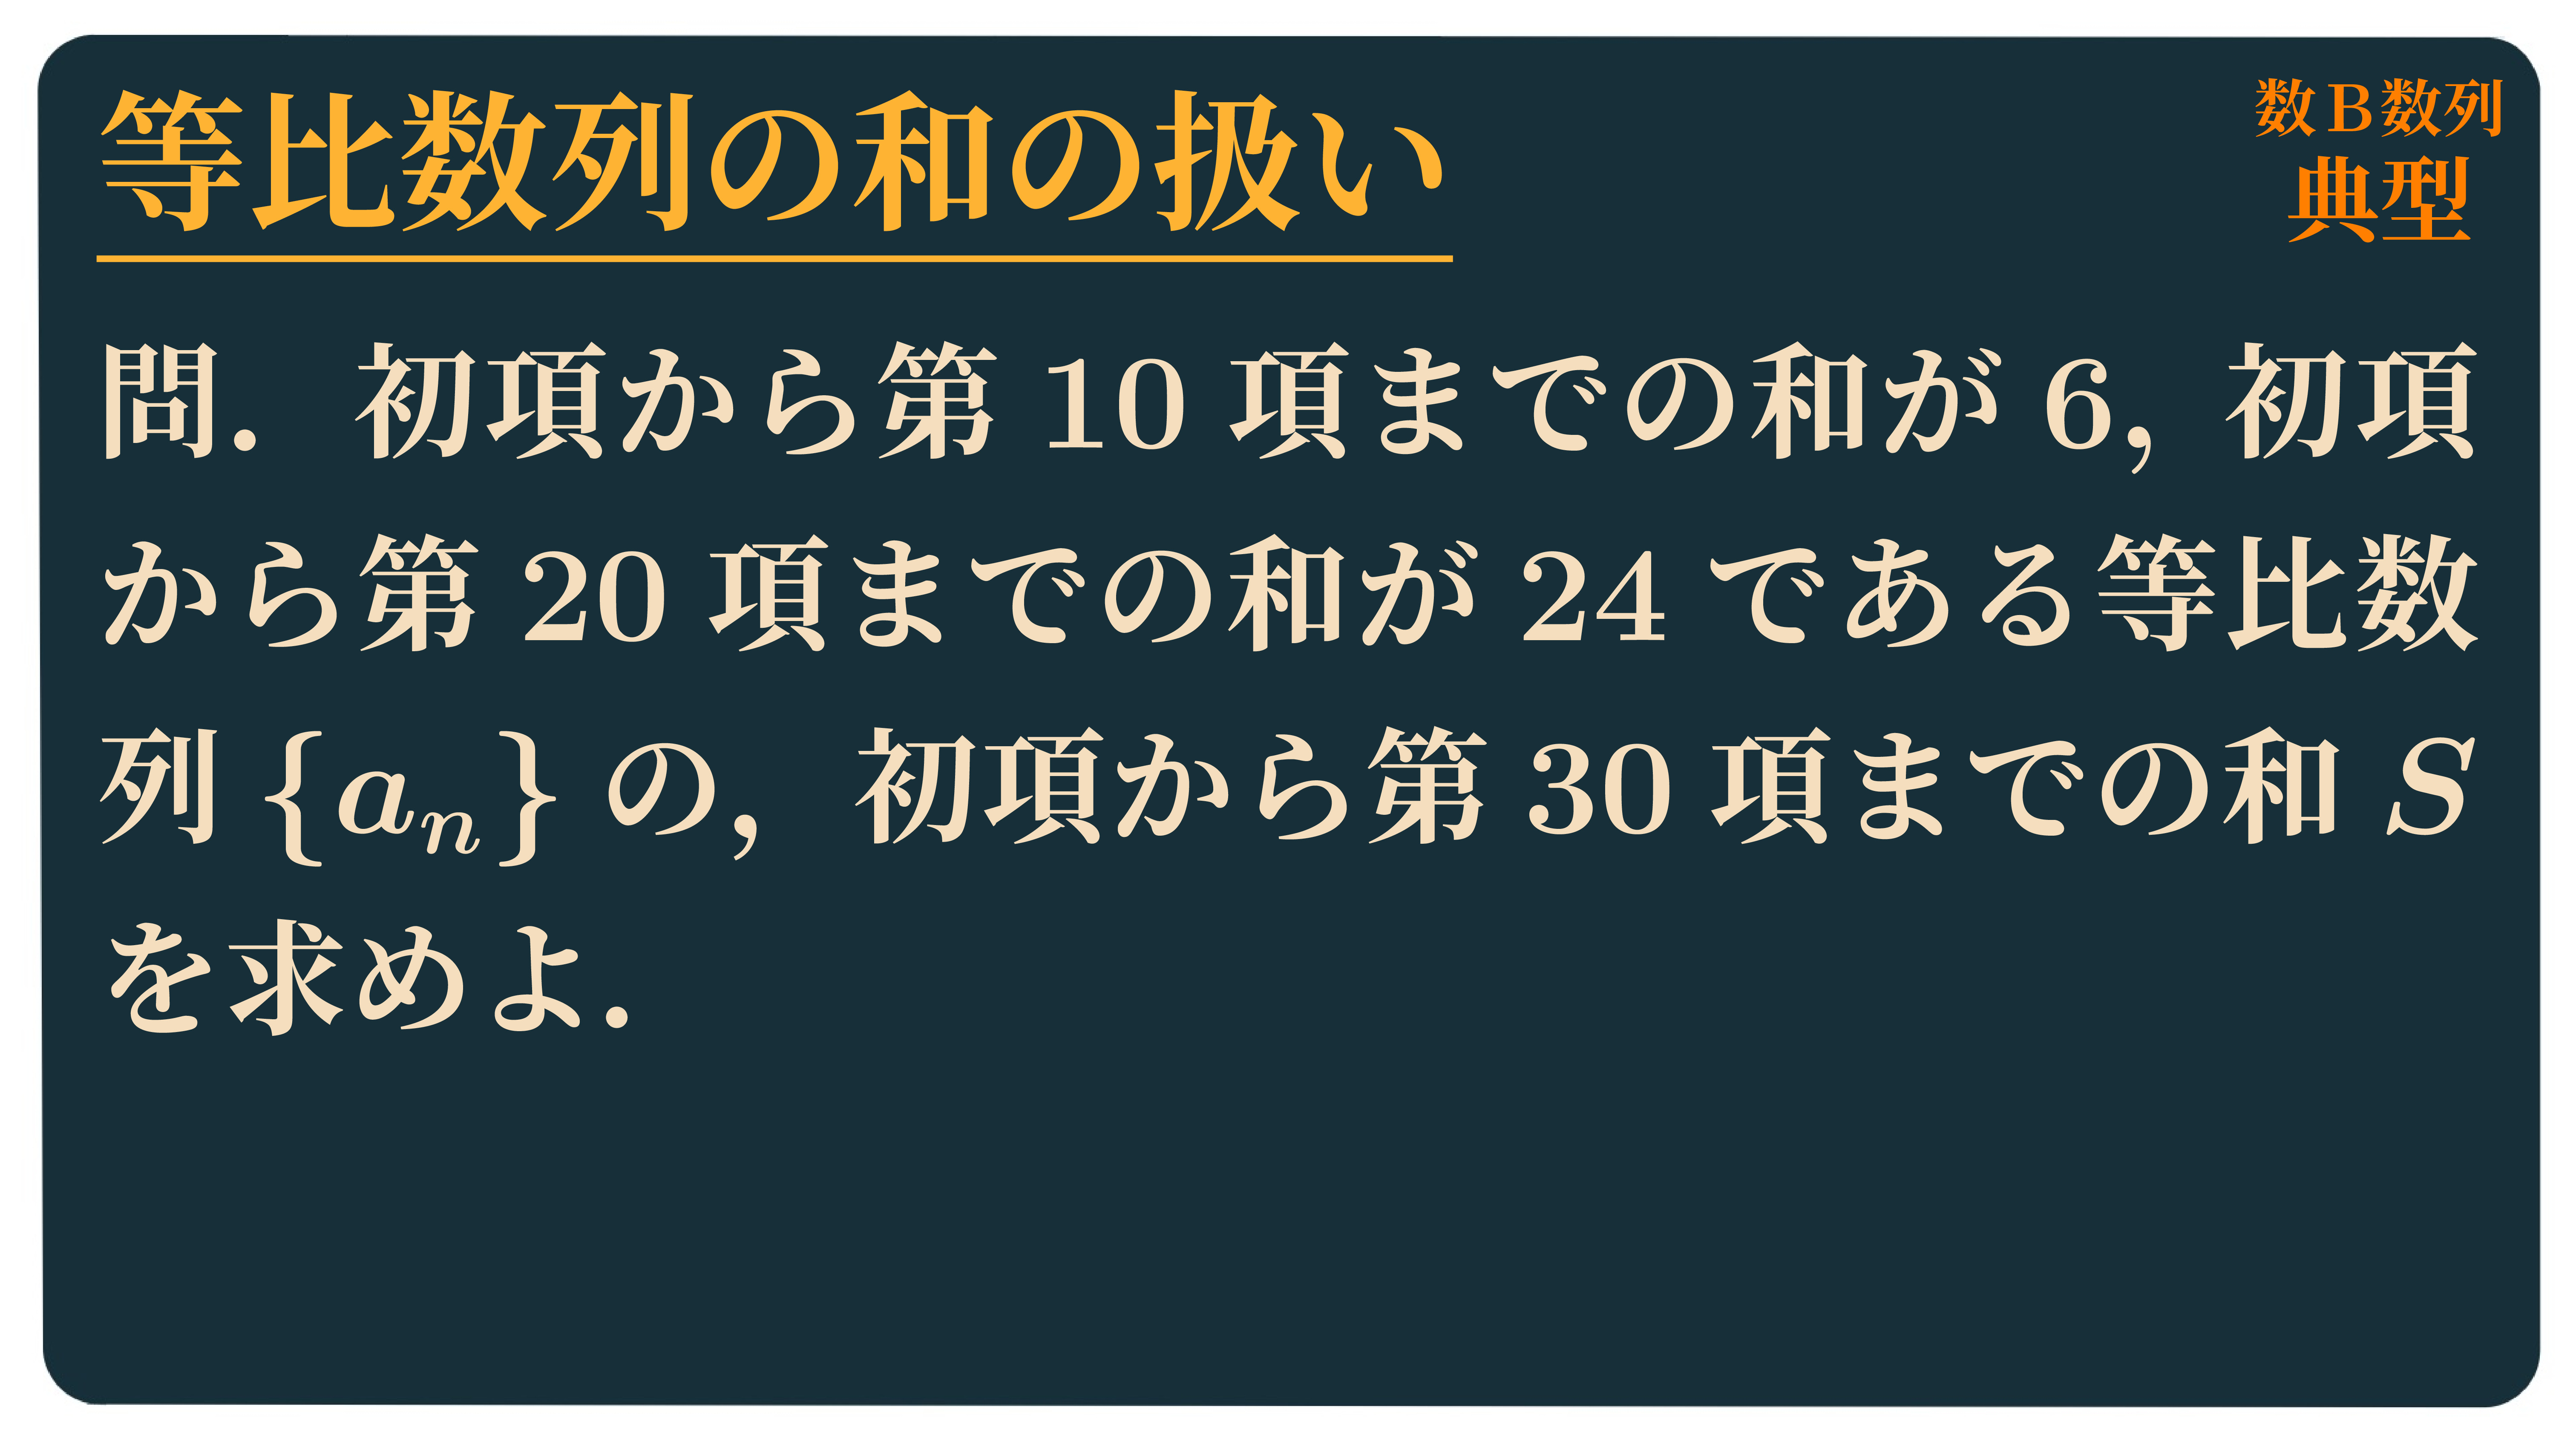 等比数列の和の扱い
数B数列
典型
問. 初項から第 10 項までの和が 6, 初項
から第 20 項までの和が 24 である等比数
列 {aₙ} の, 初項から第 30 項までの和 S
を求めよ.